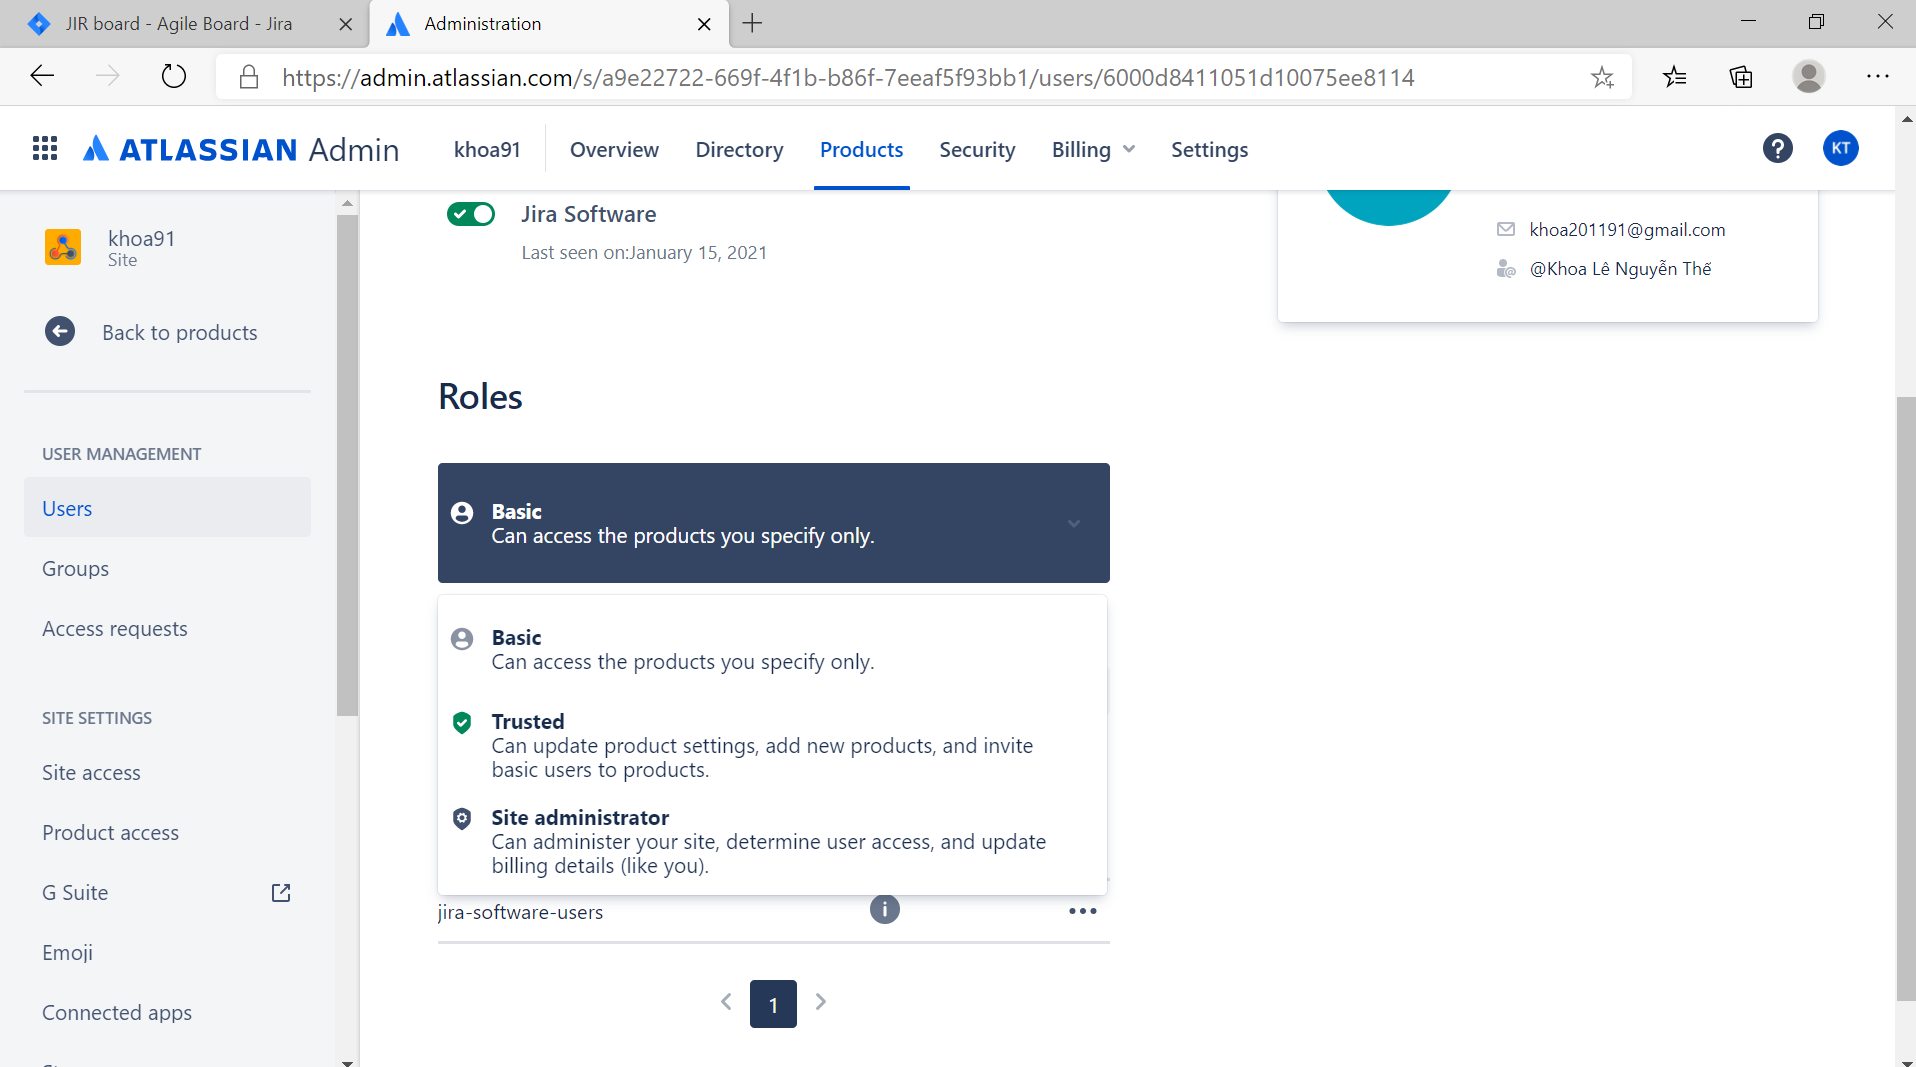 JIR board - Agile Board - Jira
Administration
https://admin.atlassian.com/s/a9e22722-669f-4f1b-b86f-7eeaf5f93bb1/users/6000d8411051d10075ee8114
ATLASSIAN Admin
khoa91
Overview
Directory
Products
Security
Billing
Settings
?
KT
khoa91
Site
Back to products
USER MANAGEMENT
Users
Groups
Access requests
SITE SETTINGS
Site access
Product access
G Suite
Emoji
Connected apps
Jira Software
Last seen on:January 15, 2021
khoa201191@gmail.com
@Khoa Lê Nguyễn Thế
Roles
Basic
Can access the products you specify only.
Basic
Can access the products you specify only.
Trusted
Can update product settings, add new products, and invite
basic users to products.
Site administrator
Can administer your site, determine user access, and update
billing details (like you).
jira-software-users
1